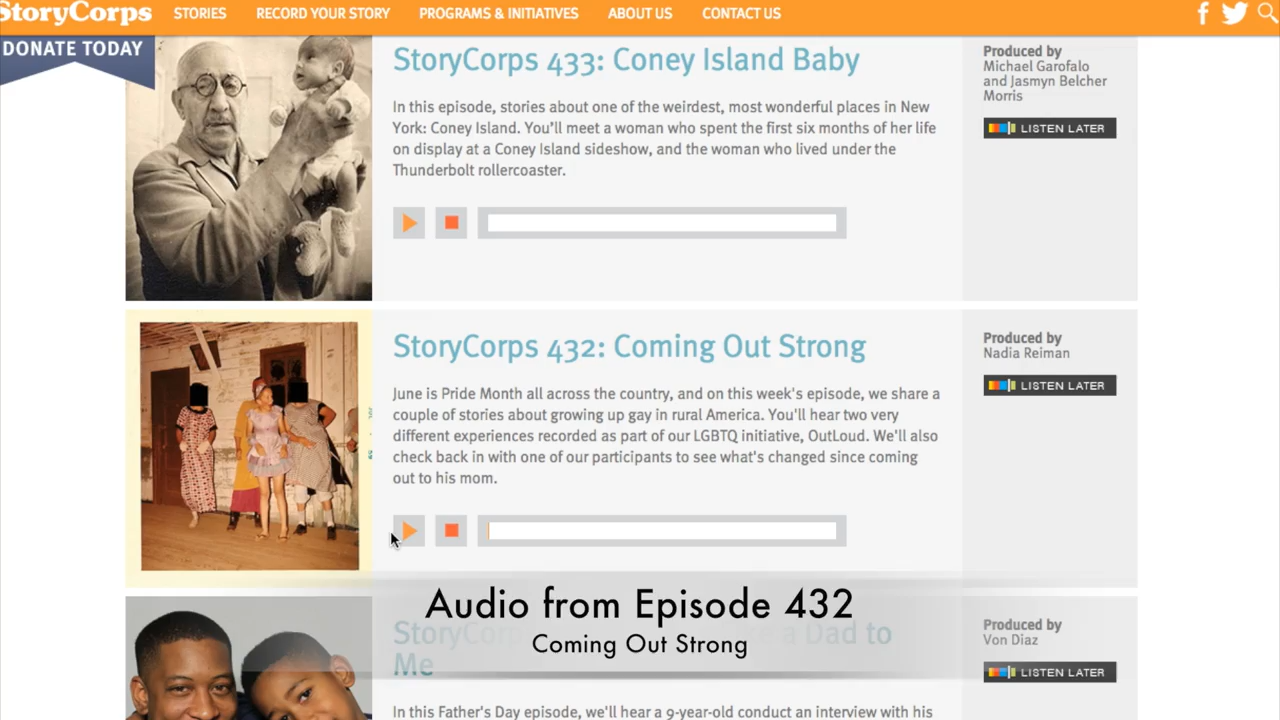 StoryCorps
STORIES
RECORD YOUR STORY
PROGRAMS & INITIATIVES
ABOUT US
CONTACT US
DONATE TODAY
StoryCorps 433: Coney Island Baby
In this episode, stories about one of the weirdest, most wonderful places in New
York: Coney Island. You'll meet a woman who spent the first six months of her life
on display at a Coney Island sideshow, and the woman who lived under the
Thunderbolt rollercoaster.
Produced by
Michael Garofalo
and Jasmyn Belcher
Morris
LISTEN LATER
StoryCorps 432: Coming Out Strong
June is Pride Month all across the country, and on this week's episode, we share a
couple of stories about growing up gay in rural America. You'll hear two very
different experiences recorded as part of our LGBTQ initiative, OutLoud. We'll also
check back in with one of our participants to see what's changed since coming
out to his mom.
Produced by
Nadia Reiman
LISTEN LATER
Audio from Episode 432
Coming Out Strong
StoryCorps a Dad to
Me
Produced by
Von Diaz
LISTEN LATER
In this Father's Day episode, we'll hear a 9-year-old conduct an interview with his